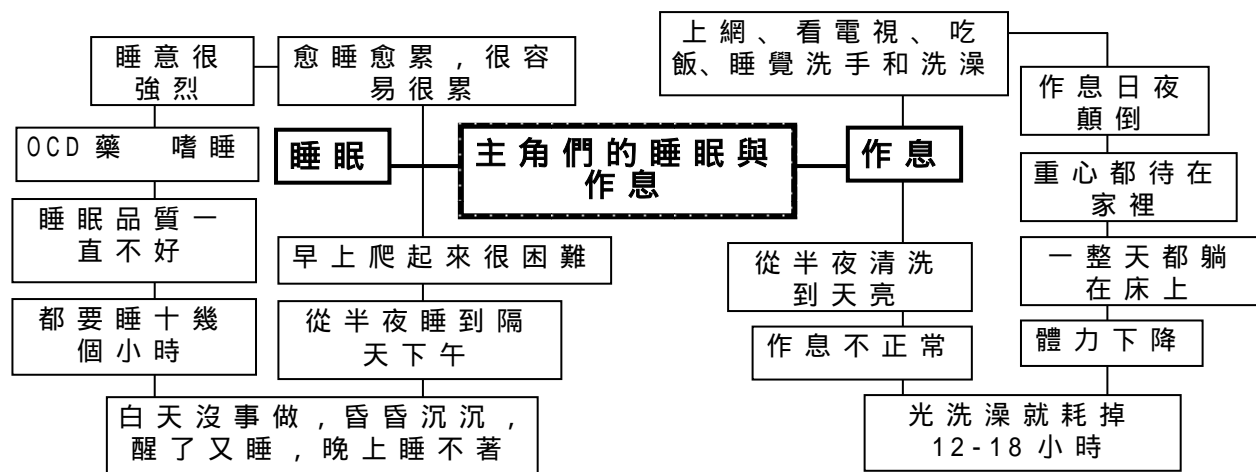 睡意很
強烈
愈睡愈累，很容
易很累
OCD藥 嗜睡
睡眠
睡眠品質一
直不好
早上爬起來很困難
都要睡十幾
個小時
從半夜睡到隔
天下午
白天沒事做，昏昏沉沉，
醒了又睡，晚上睡不著
主角們的睡眠與
作息
上網、看電視、吃
飯、睡覺洗手和洗澡
作息
作息日夜
顛倒
重心都待在
家裡
從半夜清洗
到天亮
一整天都躺
在床上
作息不正常
體力下降
光洗澡就耗掉
12-18小時